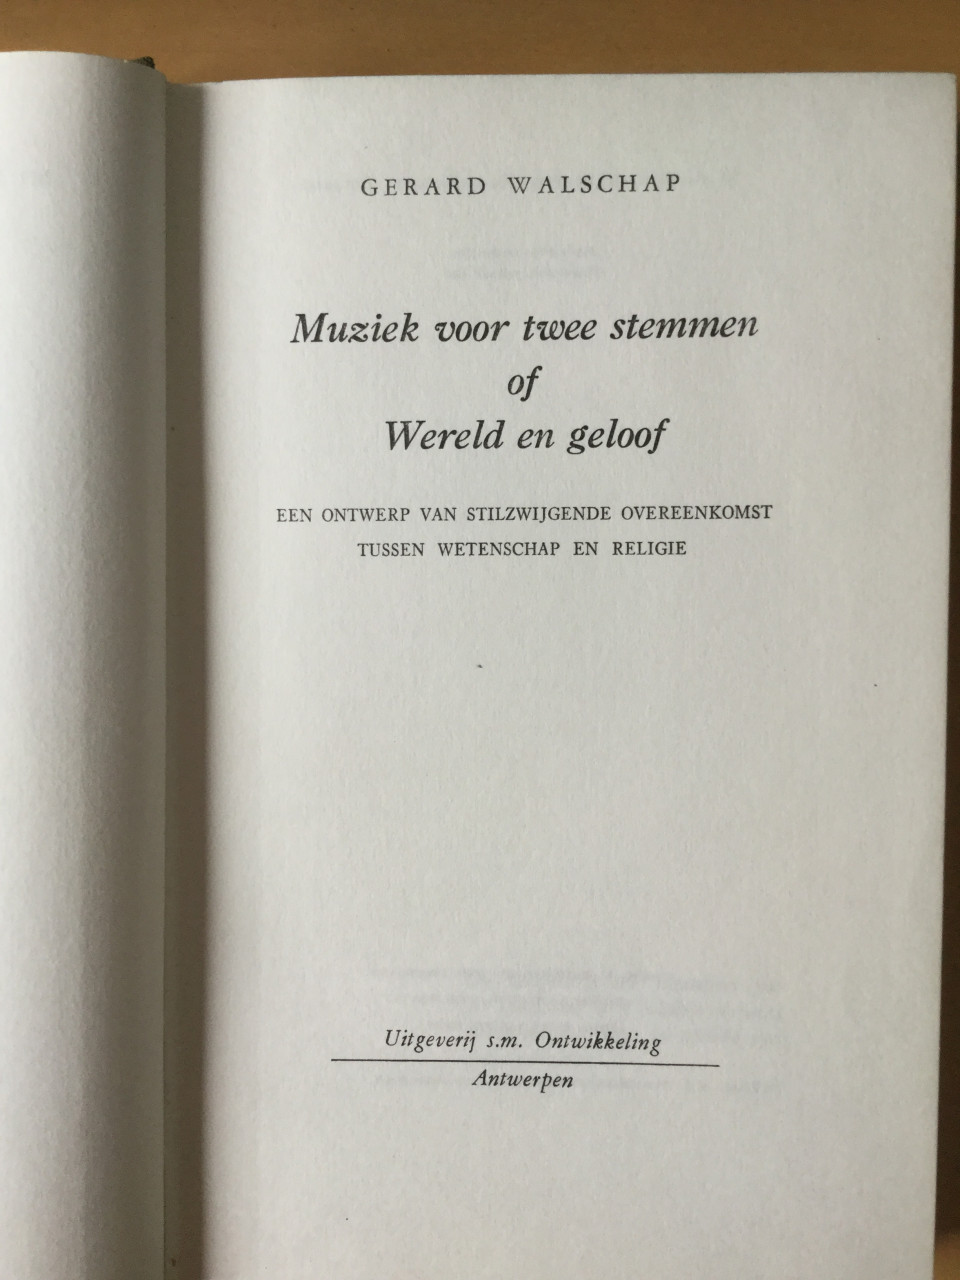 GERARD WALSCHAP
Muziek voor twee stemmen
of
Wereld en geloof
EEN ONTWERP VAN STILZWIJGENDE OVEREENKOMST
TUSSEN WETENSCHAP EN RELIGIE
Uitgeverij s.m. Ontwikkeling
Antwerpen